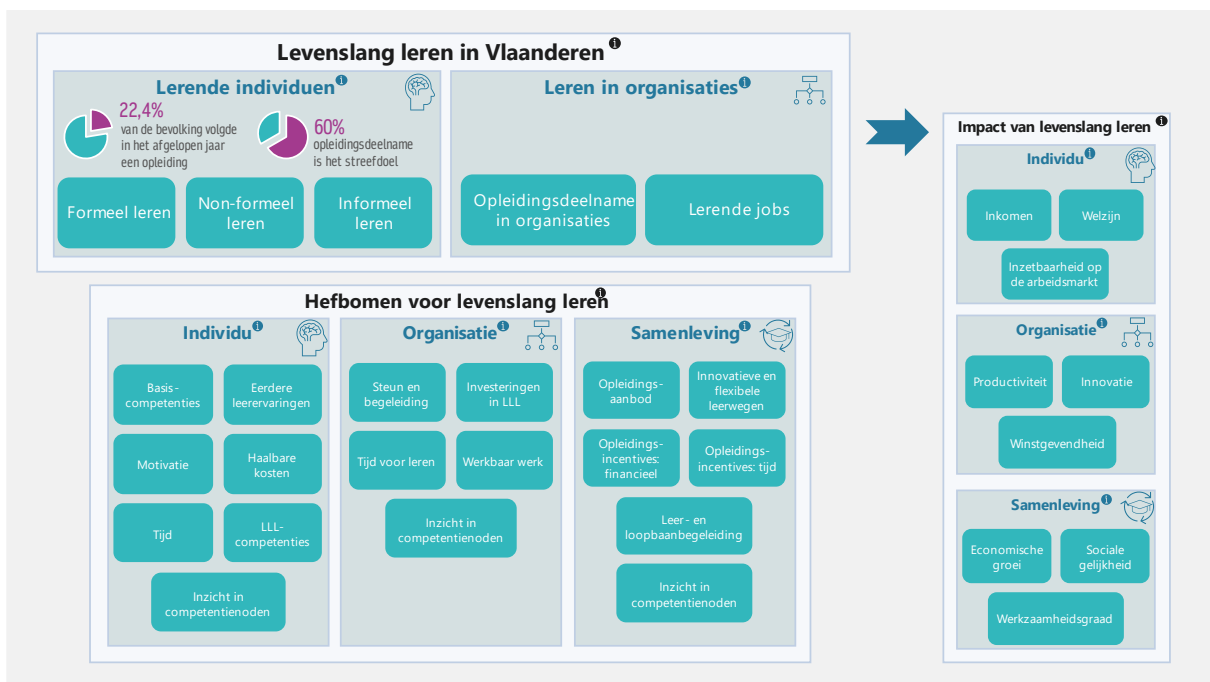 Levenslang leren in Vlaanderen
Lerende individuen
22,4%
van de bevolking volgde
in het afgelopen jaar
een opleiding
60%
opleidingsdeelname
is het streefdoel
Formeel leren
Non-formeel
leren
Informeel
leren
Leren in organisaties
Opleidingsdeelname
in organisaties
Lerende jobs
Hefbomen voor levenslang leren
Individu
Basis-
competenties
Eerdere
leerervaringen
Motivatie
Haalbare
kosten
Tijd
LLL-
competenties
Inzicht in
competentienoden
Organisatie
Steun en
begeleiding
Investeringen
in LLL
Tijd voor leren
Werkbaar werk
Inzicht in
competentienoden
Samenleving
Opleidings-
aanbod
Innovatieve en
flexibele
leerwegen
Opleidings-
incentives:
financieel
Opleidings-
incentives: tijd
Leer- en
loopbaanbegeleiding
Inzicht in
competentienoden
Impact van levenslang leren
Individu
Inkomen
Welzijn
Inzetbaarheid op
de arbeidsmarkt
Organisatie
Productiviteit
Innovatie
Winstgevendheid
Samenleving
Economische
groei
Sociale
gelijkheid
Werkzaamheidsgraad